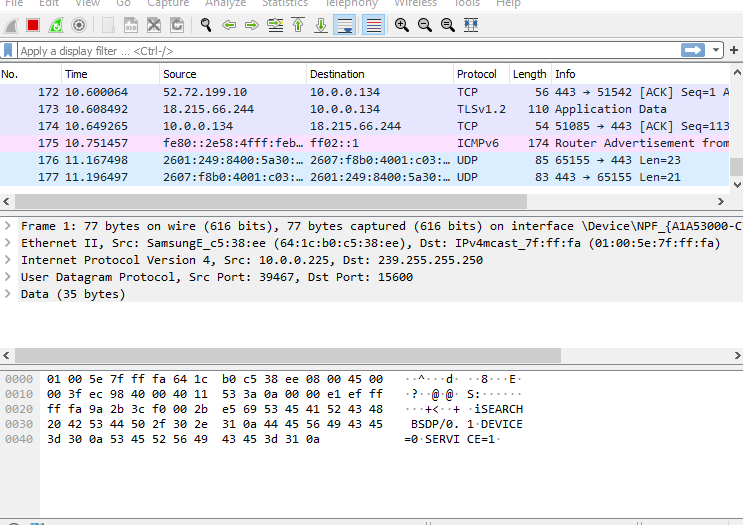 File Edit View Go Capture Analyze Statistics Telephony Wireless Tools Help
Apply a display filter ... <Ctrl-/>
No. Time Source Destination Protocol Length Info
172 10.600064 52.72.199.10 10.0.0.134 TCP 56 443 → 51542 [ACK] Seq=1 A
173 10.608492 18.215.66.244 10.0.0.134 TLSv1.2 110 Application Data
174 10.649265 10.0.0.134 18.215.66.244 TCP 54 51085 → 443 [ACK] Seq=113
175 10.751457 fe80::2e58:4fff:feb… ff02::1 ICMPv6 174 Router Advertisement from
176 11.167498 2601:249:8400:5a30:… 2607:f8b0:4001:c03:… UDP 85 65155 → 443 Len=23
177 11.196497 2607:f8b0:4001:c03:… 2601:249:8400:5a30:… UDP 83 443 → 65155 Len=21
Frame 1: 77 bytes on wire (616 bits), 77 bytes captured (616 bits) on interface \Device\NPF_{A1A53000-C
Ethernet II, Src: SamsungE_c5:38:ee (64:1c:b0:c5:38:ee), Dst: IPv4mcast_7f:ff:fa (01:00:5e:7f:ff:fa)
Internet Protocol Version 4, Src: 10.0.0.225, Dst: 239.255.255.250
User Datagram Protocol, Src Port: 39467, Dst Port: 15600
Data (35 bytes)
0000 01 00 5e 7f ff fa 64 1c b0 c5 38 ee 08 00 45 00 ··^···d· ··8···E·
0010 00 3f ec 98 40 00 40 11 53 3a 0a 00 00 e1 ef ff ·?··@·@· S:······
0020 ff fa 9a 2b 3c f0 00 2b e5 69 53 45 41 52 43 48 ···+<··+ ·iSEARCH
0030 20 42 53 44 50 2f 30 2e 31 0a 44 45 56 49 43 45 BSDP/0. 1·DEVICE
0040 3d 30 0a 53 45 52 56 49 43 45 3d 31 0a =0·SERVI CE=1·